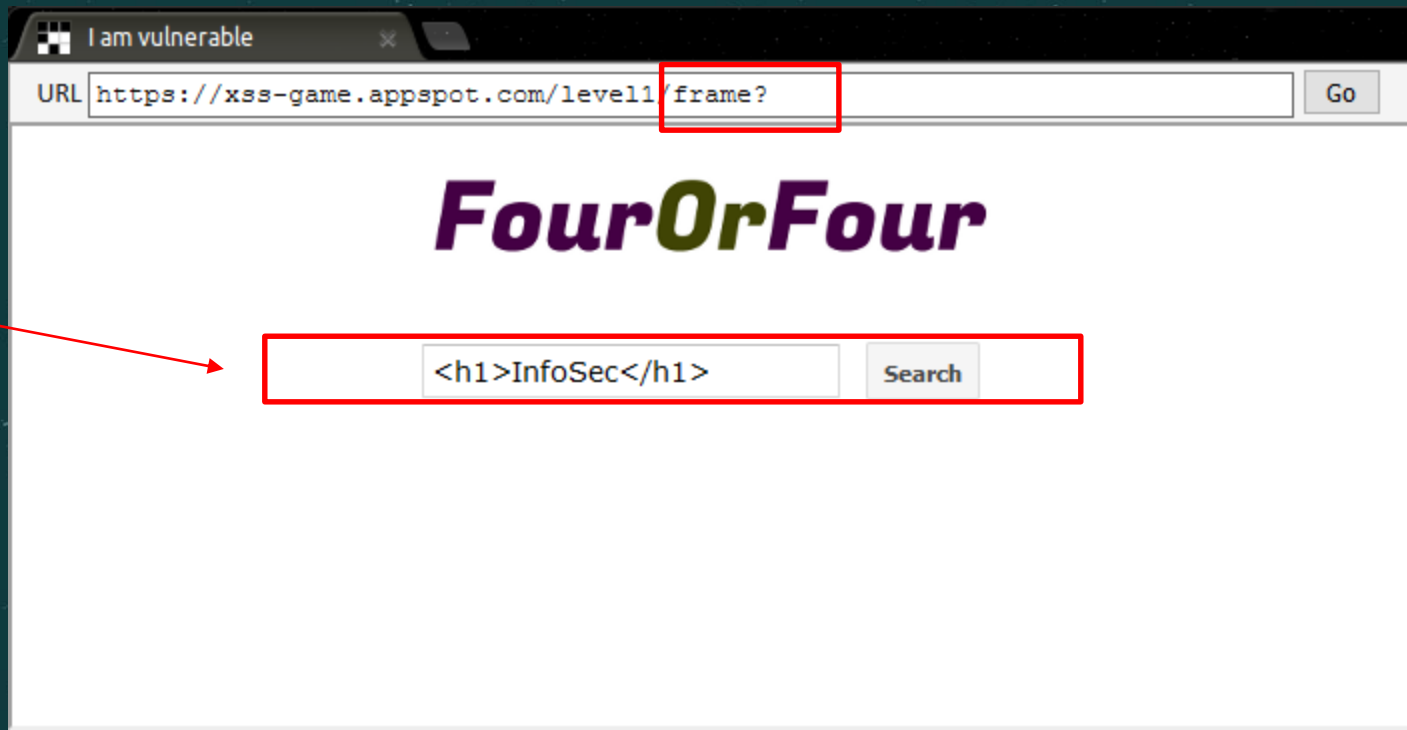 I am vulnerable
URL https://xss-game.appspot.com/level1/frame? Go
FourOrFour
<h1>InfoSec</h1> Search